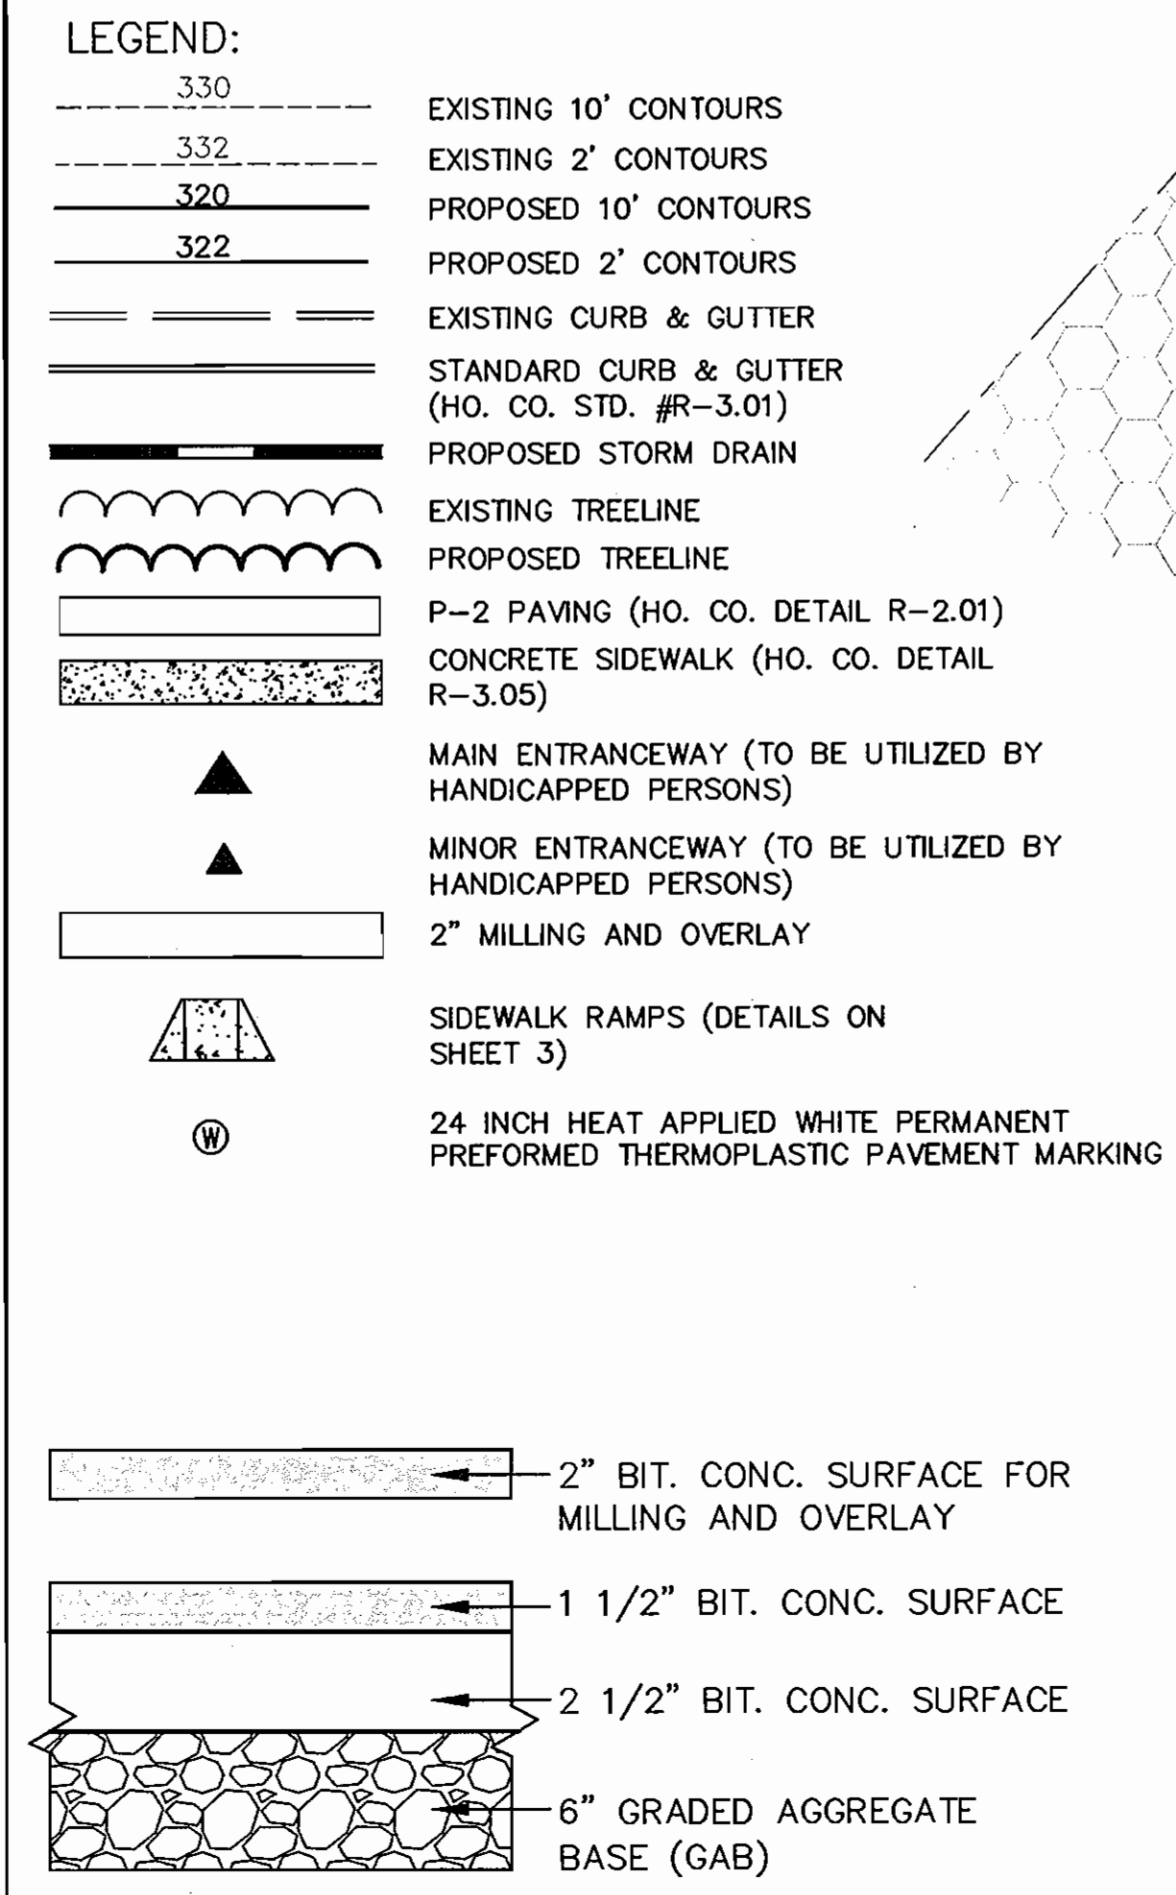 LEGEND:
330
EXISTING 10' CONTOURS
332
EXISTING 2' CONTOURS
320
PROPOSED 10' CONTOURS
322
PROPOSED 2' CONTOURS
EXISTING CURB & GUTTER
STANDARD CURB & GUTTER
(HO. CO. STD. #R-3.01)
PROPOSED STORM DRAIN
EXISTING TREELINE
PROPOSED TREELINE
P-2 PAVING (HO. CO. DETAIL R-2.01)
CONCRETE SIDEWALK (HO. CO. DETAIL
R-3.05)
MAIN ENTRANCEWAY (TO BE UTILIZED BY
HANDICAPPED PERSONS)
MINOR ENTRANCEWAY (TO BE UTILIZED BY
HANDICAPPED PERSONS)
2" MILLING AND OVERLAY
SIDEWALK RAMPS (DETAILS ON
SHEET 3)
W
24 INCH HEAT APPLIED WHITE PERMANENT
PREFORMED THERMOPLASTIC PAVEMENT MARKING
2" BIT. CONC. SURFACE FOR
MILLING AND OVERLAY
1 1/2" BIT. CONC. SURFACE
2 1/2" BIT. CONC. SURFACE
6" GRADED AGGREGATE
BASE (GAB)